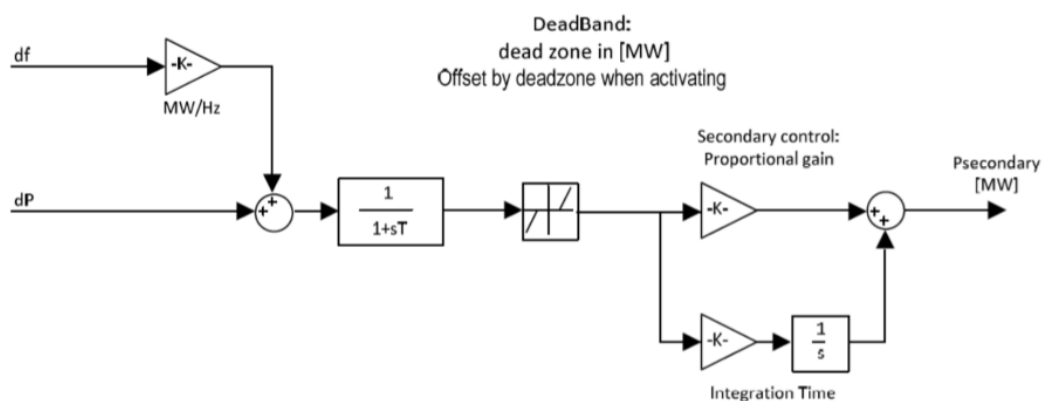 DeadBand:
dead zone in [MW]
Offset by deadzone when activating
df
-K-
MW/Hz
Secondary control:
Proportional gain
Psecondary
[MW]
dP
+
+
1
1+sT
-K-
+
+
-K-
1
s
Integration Time